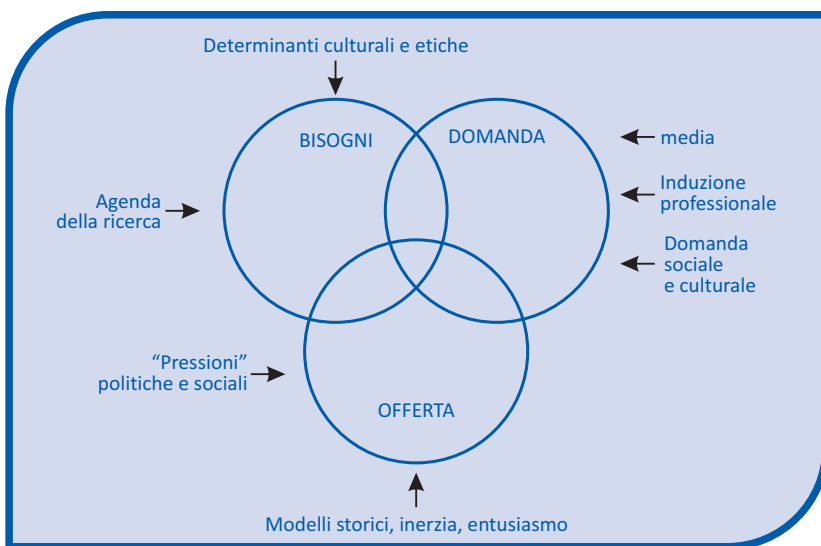 Determinanti culturali e etiche
BISOGNI
DOMANDA
media
Agenda
della ricerca
Induzione
professionale
Domanda
sociale
e culturale
“Pressioni”
politiche e sociali
OFFERTA
Modelli storici, inerzia, entusiasmo